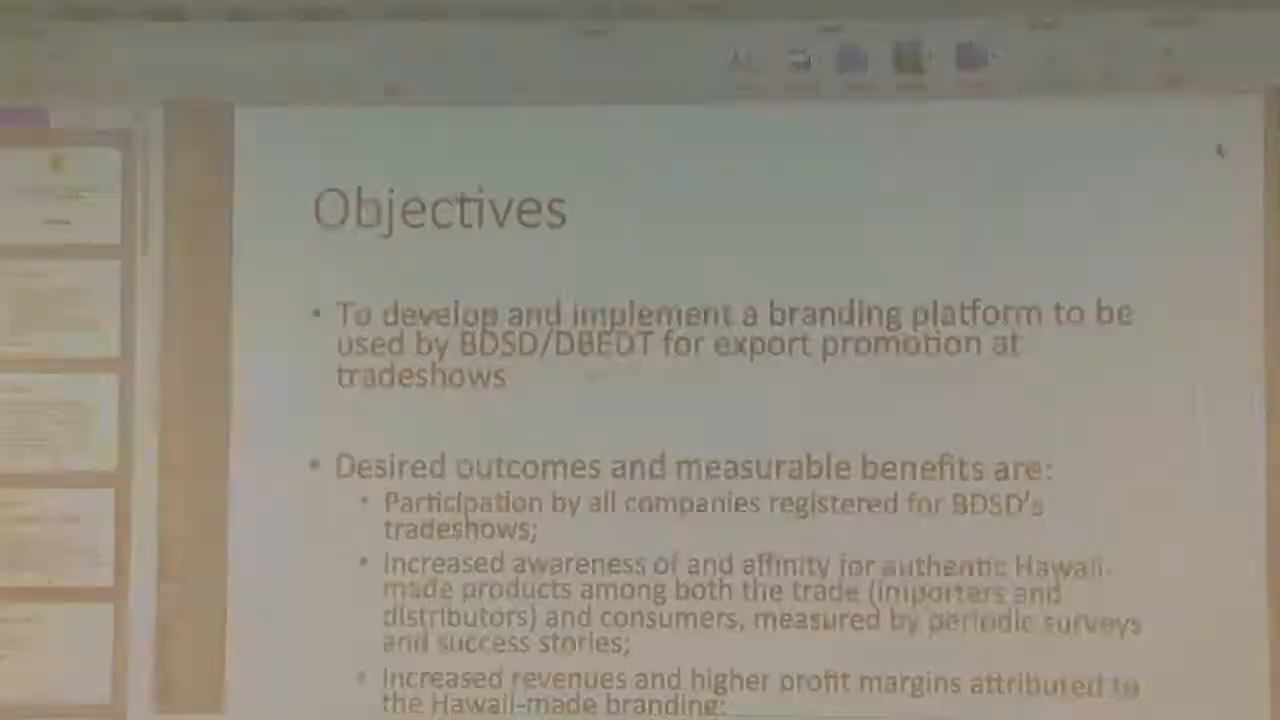 Objectives
• To develop and implement a branding platform to be
used by BDSD/DBEDT for export promotion at
tradeshows
• Desired outcomes and measurable benefits are:
• Participation by all companies registered for BDSD's
tradeshows;
• Increased awareness of and affinity for authentic Hawaii-
made products among both the trade (importers and
distributors) and consumers, measured by periodic surveys
and success stories;
• Increased revenues and higher profit margins attributed to
the Hawaii-made branding;